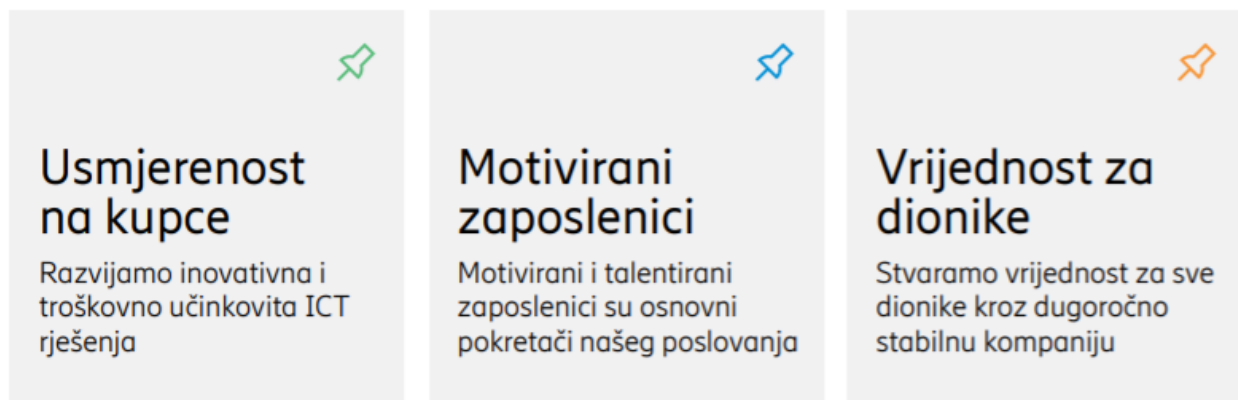 Usmjerenost
na kupce
Razvijamo inovativna i
troškovno učinkovita ICT
rješenja
Motivirani
zaposlenici
Motivirani i talentirani
zaposlenici su osnovni
pokretači našeg poslovanja
Vrijednost za
dionike
Stvaramo vrijednost za sve
dionike kroz dugoročno
stabilnu kompaniju